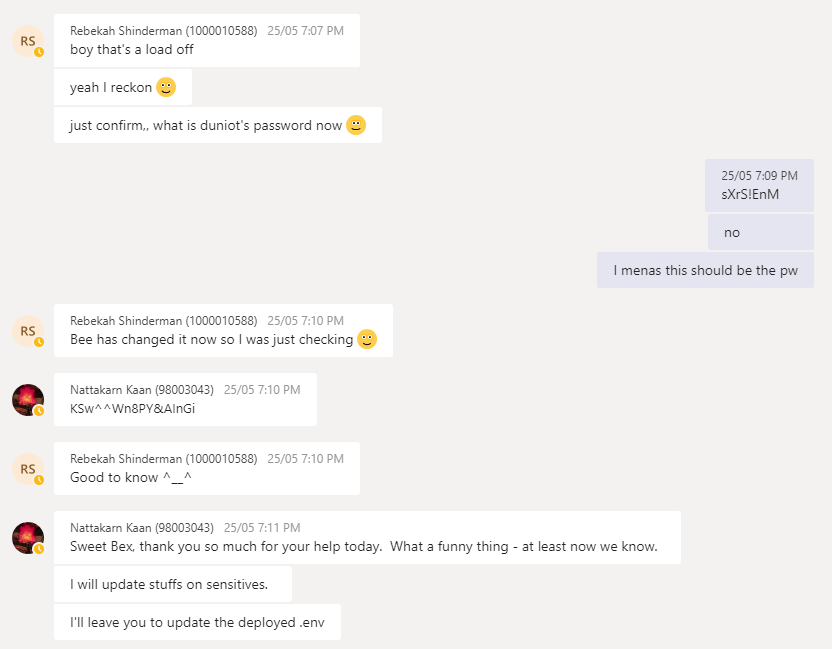 RS
Rebekah Shinderman (1000010588) 25/05 7:07 PM
boy that's a load off
yeah I reckon
just confirm,, what is duniot's password now
25/05 7:09 PM
sXrS!EnM
no
I menas this should be the pw
RS
Rebekah Shinderman (1000010588) 25/05 7:10 PM
Bee has changed it now so I was just checking
Nattakarn Kaan (98003043) 25/05 7:10 PM
KSw^^Wn8PY&AlnGi
RS
Rebekah Shinderman (1000010588) 25/05 7:10 PM
Good to know ^__^
Nattakarn Kaan (98003043) 25/05 7:11 PM
Sweet Bex, thank you so much for your help today.  What a funny thing - at least now we know.
I will update stuffs on sensitives.
I'll leave you to update the deployed .env